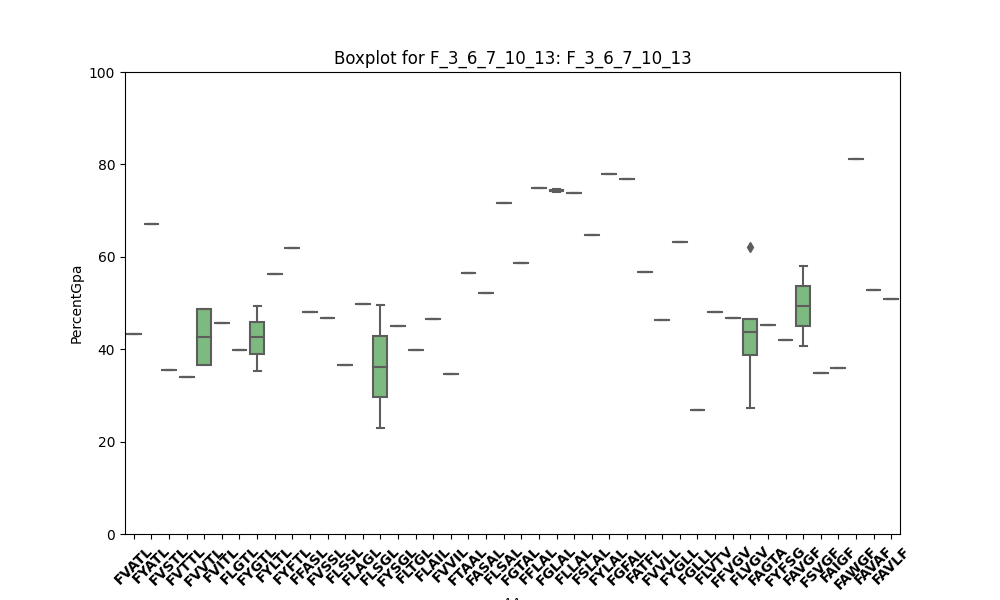 Boxplot for F_3_6_7_10_13: F_3_6_7_10_13
PercentGpa
100
80
60
40
20
0
FVATL
FYATL
FVSTL
FVTTL
FVVTL
FVITL
FLGTL
FYGTL
FYLTL
FYFTL
FFASL
FVSSL
FLSSL
FLAGL
FLSGL
FYSGL
FLTGL
FLAIL
FVVIL
FTAAL
FASAL
FLSAL
FGTAL
FFLAL
FGLAL
FLLAL
FSLAL
FYLAL
FGFAL
FATFL
FVVLL
FYGLL
FGLLL
FLVTV
FFVGV
FLVGV
FAGTA
FYFSG
FAVGF
FSVGF
FAIGF
FAWGF
FAVAF
FAVLF